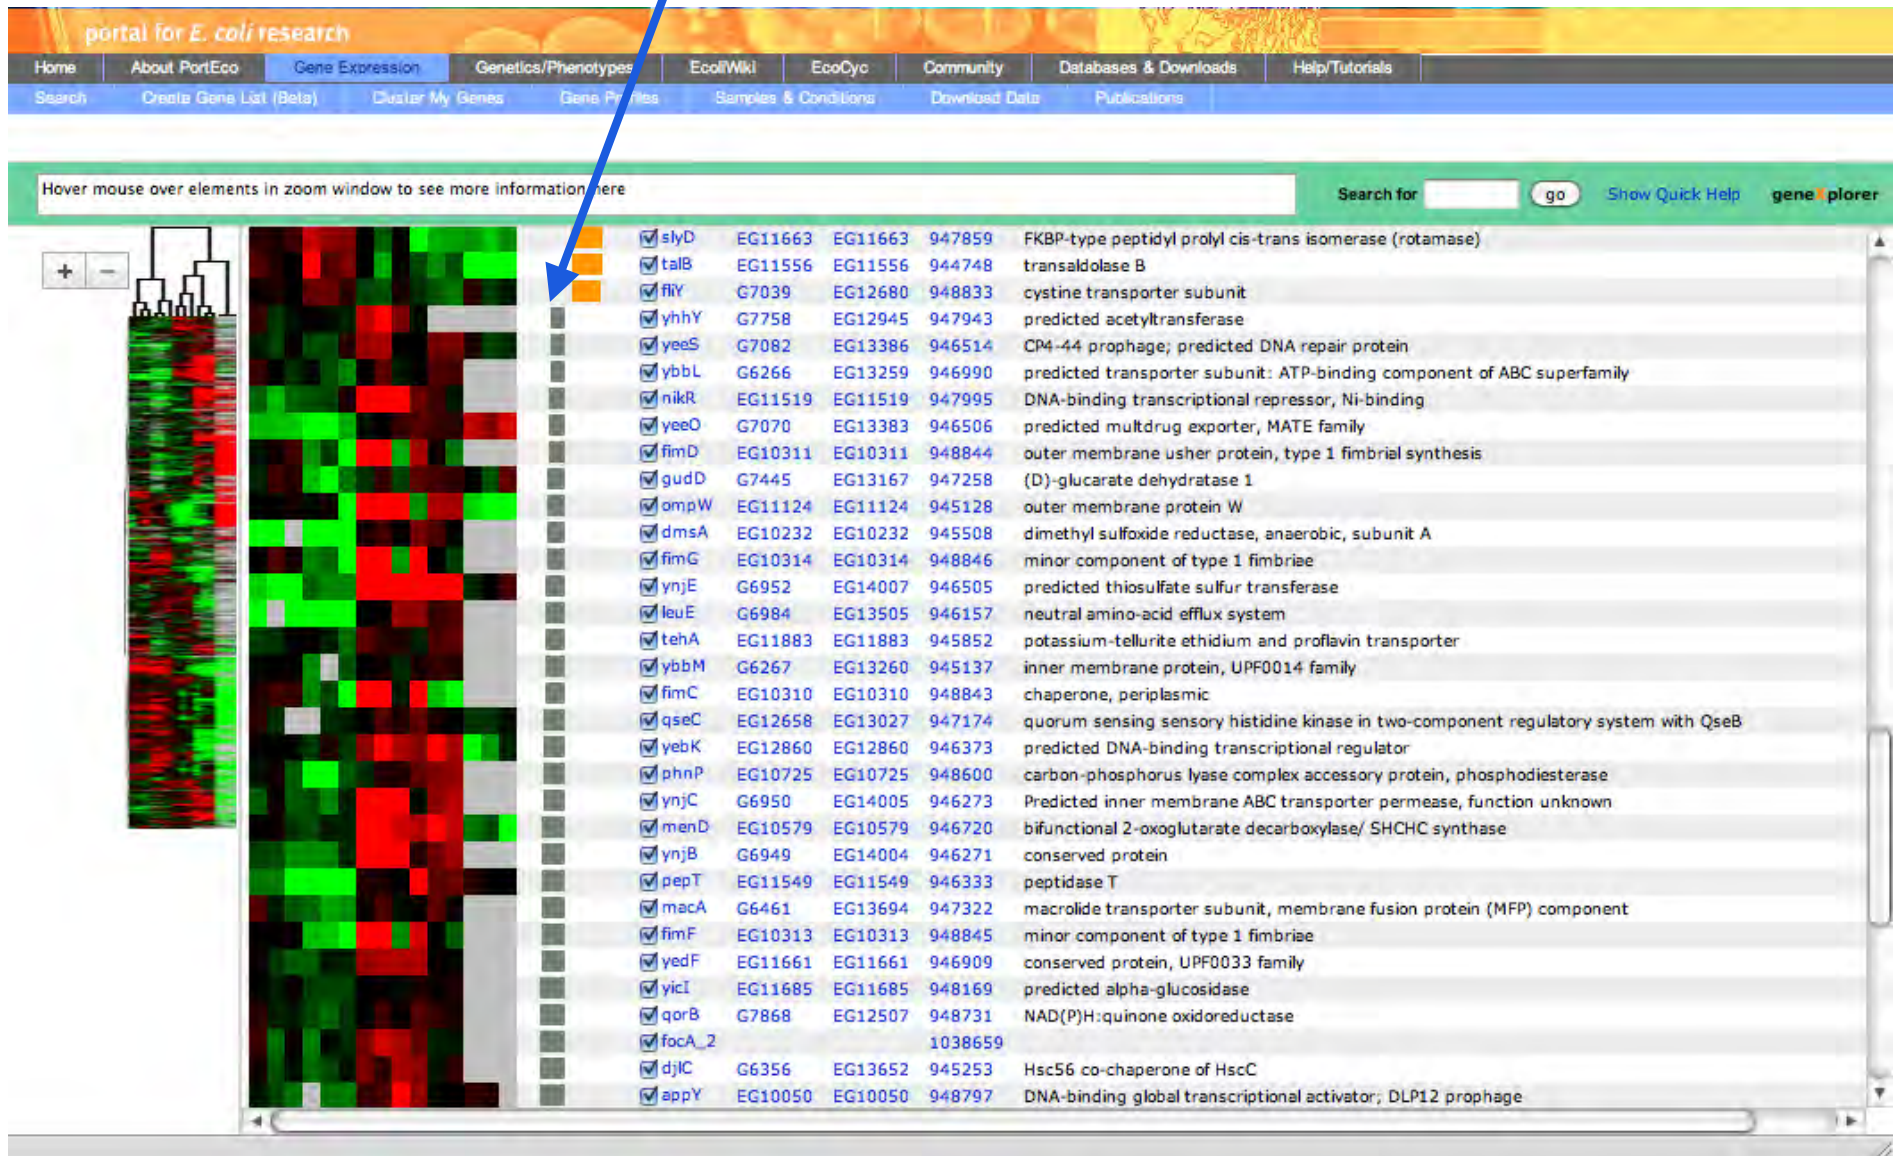 portal for E. coli research
Home About PortEco Gene Expression Genetics/Phenotypes EcoliWiki EcoCyc Community Databases & Downloads Help/Tutorials
Search Create Gene List (Beta) Cluster My Genes Gene Profiles Samples & Conditions Download Data Publications
Hover mouse over elements in zoom window to see more information here Search for go Show Quick Help geneXplorer
+ −
slyD EG11663 EG11663 947859 FKBP-type peptidyl prolyl cis-trans isomerase (rotamase)
talB EG11556 EG11556 944748 transaldolase B
fliY G7039 EG12680 948833 cystine transporter subunit
yhhY G7758 EG12945 947943 predicted acetyltransferase
yeeS G7082 EG13386 946514 CP4-44 prophage; predicted DNA repair protein
ybbL G6266 EG13259 946990 predicted transporter subunit: ATP-binding component of ABC superfamily
nikR EG11519 EG11519 947995 DNA-binding transcriptional repressor, Ni-binding
yeeO G7070 EG13383 946506 predicted multdrug exporter, MATE family
fimD EG10311 EG10311 948844 outer membrane usher protein, type 1 fimbrial synthesis
gudD G7445 EG13167 947258 (D)-glucarate dehydratase 1
ompW EG11124 EG11124 945128 outer membrane protein W
dmsA EG10232 EG10232 945508 dimethyl sulfoxide reductase, anaerobic, subunit A
fimG EG10314 EG10314 948846 minor component of type 1 fimbriae
ynjE G6952 EG14007 946505 predicted thiosulfate sulfur transferase
leuE G6984 EG13505 946157 neutral amino-acid efflux system
tehA EG11883 EG11883 945852 potassium-tellurite ethidium and proflavin transporter
ybbM G6267 EG13260 945137 inner membrane protein, UPF0014 family
fimC EG10310 EG10310 948843 chaperone, periplasmic
qseC EG12658 EG13027 947174 quorum sensing sensory histidine kinase in two-component regulatory system with QseB
yebK EG12860 EG12860 946373 predicted DNA-binding transcriptional regulator
phnP EG10725 EG10725 948600 carbon-phosphorus lyase complex accessory protein, phosphodiesterase
ynjC G6950 EG14005 946273 Predicted inner membrane ABC transporter permease, function unknown
menD EG10579 EG10579 946720 bifunctional 2-oxoglutarate decarboxylase/ SHCHC synthase
ynjB G6949 EG14004 946271 conserved protein
pepT EG11549 EG11549 946333 peptidase T
macA G6461 EG13694 947322 macrolide transporter subunit, membrane fusion protein (MFP) component
fimF EG10313 EG10313 948845 minor component of type 1 fimbriae
yedF EG11661 EG11661 946909 conserved protein, UPF0033 family
yicI EG11685 EG11685 948169 predicted alpha-glucosidase
qorB G7868 EG12507 948731 NAD(P)H:quinone oxidoreductase
focA_2 1038659
djlC G6356 EG13652 945253 Hsc56 co-chaperone of HscC
appY EG10050 EG10050 948797 DNA-binding global transcriptional activator; DLP12 prophage